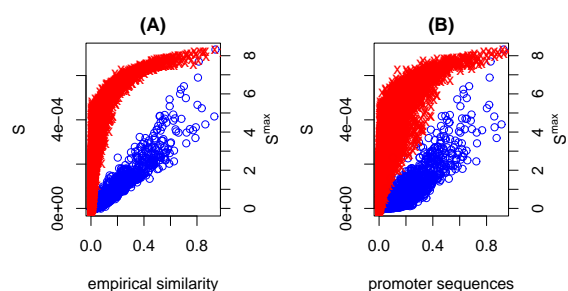 (A)
S
0e+00 4e-04
0 2 4 6 8
S^max
0.0 0.4 0.8
empirical similarity
(B)
S
0e+00 4e-04
0 2 4 6 8
S^max
0.0 0.4 0.8
promoter sequences